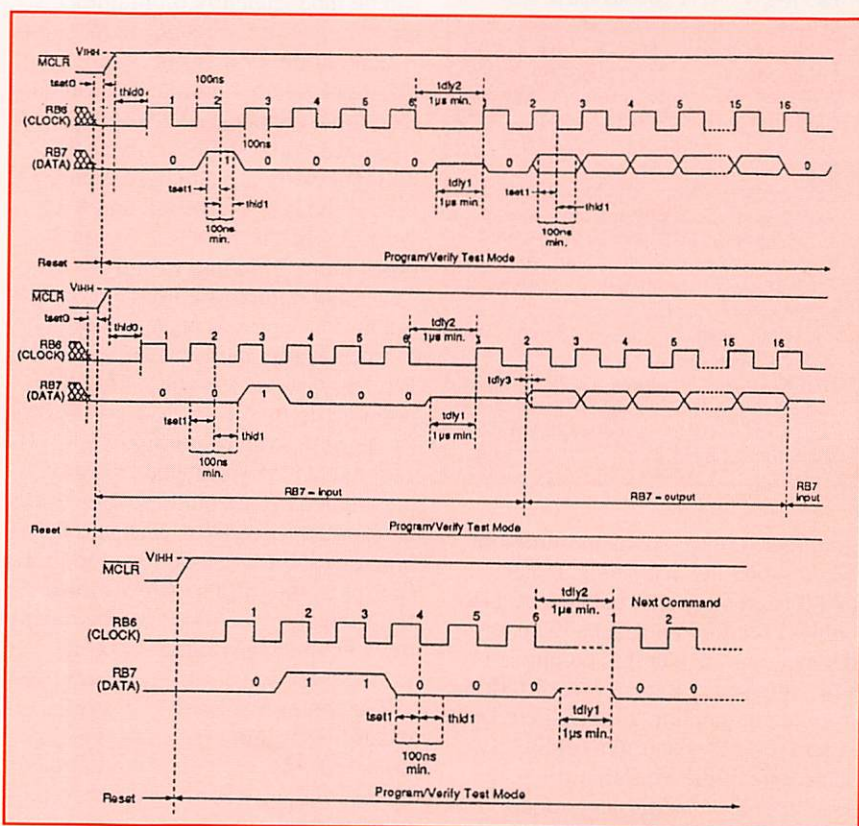 VIHH
MCLR
tset0
thld0
100ns
tdly2
1µs min.
1 2 3 4 5 6 1 2 3 4 5 15 16
RB6
(CLOCK)
100ns
RB7
(DATA)
0 1 0 0 0 0 0 0
tset1
thld1
tdly1
1µs min.
tset1
thld1
100ns
min.
100ns
min.
Reset
Program/Verify Test Mode
VIHH
MCLR
tset0
thld0
tdly2
1µs min.
1 2 3 4 5 6 1 2 3 4 5 15 16
RB6
(CLOCK)
tdly3
RB7
(DATA)
0 0 1 0 0 0
tset1
thld1
tdly1
1µs min.
100ns
min.
RB7 = input
RB7 = output
RB7
input
Reset
Program/Verify Test Mode
VIHH
MCLR
tdly2
1µs min.
Next Command
1 2 3 4 5 6 1 2
RB6
(CLOCK)
RB7
(DATA)
0 1 1 0 0 0 0 0
tset1
thld1
tdly1
1µs min.
100ns
min.
Reset
Program/Verify Test Mode